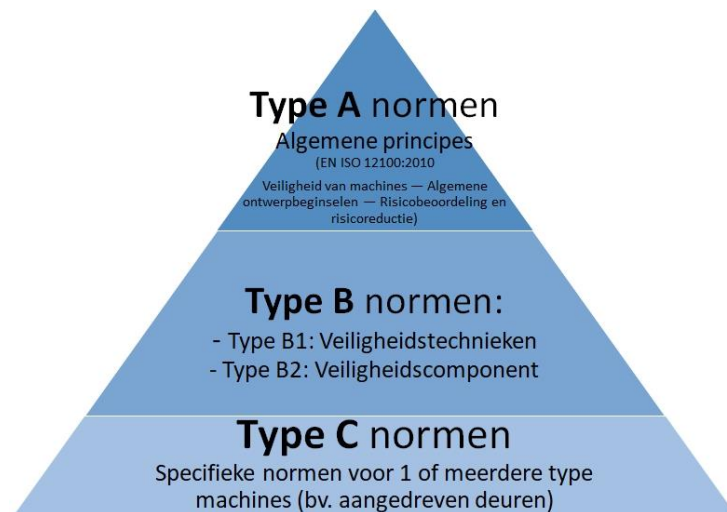 Type A normen
Algemene principes
(EN ISO 12100:2010
Veiligheid van machines — Algemene
ontwerpbeginselen — Risicobeoordeling en
risicoreductie)
Type B normen:
- Type B1: Veiligheidstechnieken
- Type B2: Veiligheidscomponent
Type C normen
Specifieke normen voor 1 of meerdere type
machines (bv. aangedreven deuren)